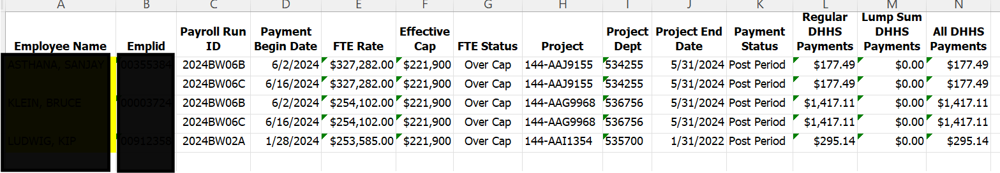 A B C D E F G H I J K L M N
Employee Name Emplid Payroll Run ID Payment Begin Date FTE Rate Effective Cap FTE Status Project Project Dept Project End Date Payment Status Regular DHHS Payments Lump Sum DHHS Payments All DHHS Payments
2024BW06B 6/2/2024 $327,282.00 $221,900 Over Cap 144-AAJ9155 534255 5/31/2024 Post Period $177.49 $0.00 $177.49
2024BW06C 6/16/2024 $327,282.00 $221,900 Over Cap 144-AAJ9155 534255 5/31/2024 Post Period $177.49 $0.00 $177.49
2024BW06B 6/2/2024 $254,102.00 $221,900 Over Cap 144-AAG9968 536756 5/31/2024 Post Period $1,417.11 $0.00 $1,417.11
2024BW06C 6/16/2024 $254,102.00 $221,900 Over Cap 144-AAG9968 536756 5/31/2024 Post Period $1,417.11 $0.00 $1,417.11
2024BW02A 1/28/2024 $253,585.00 $221,900 Over Cap 144-AAI1354 535700 1/31/2022 Post Period $295.14 $0.00 $295.14